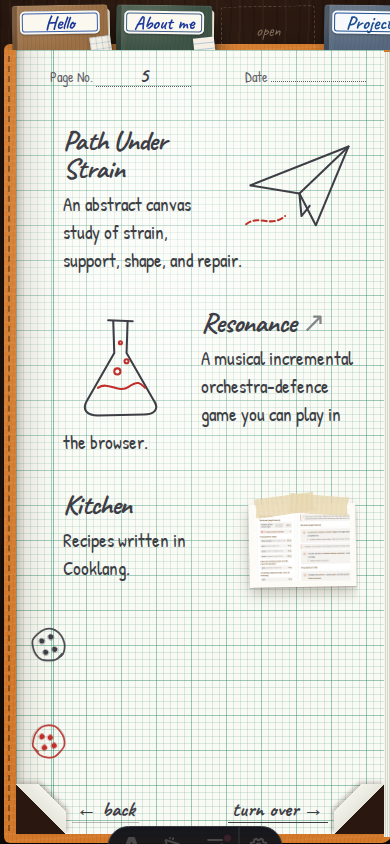 Hello
About me
open
Project
Page No. 5
Date
Path Under
Strain
An abstract canvas
study of strain,
support, shape, and repair.
Resonance ↗
A musical incremental
orchestra-defence
game you can play in
the browser.
Kitchen
Recipes written in
Cooklang.
← back
turn over →